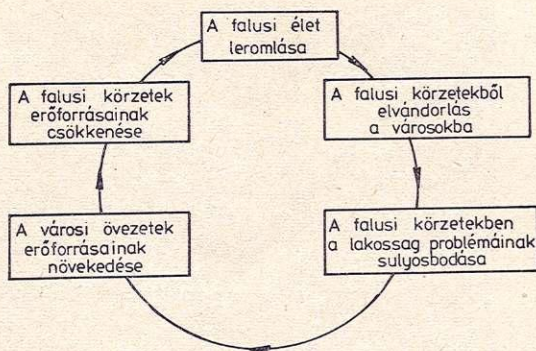 A falusi élet
leromlása
A falusi körzetekből
elvándorlás
a városokba
A falusi körzetekben
a lakossag problémáinak
sulyosbodása
A városi övezetek
erőforrásainak
növekedése
A falusi körzetek
erőforrásainak
csökkenése